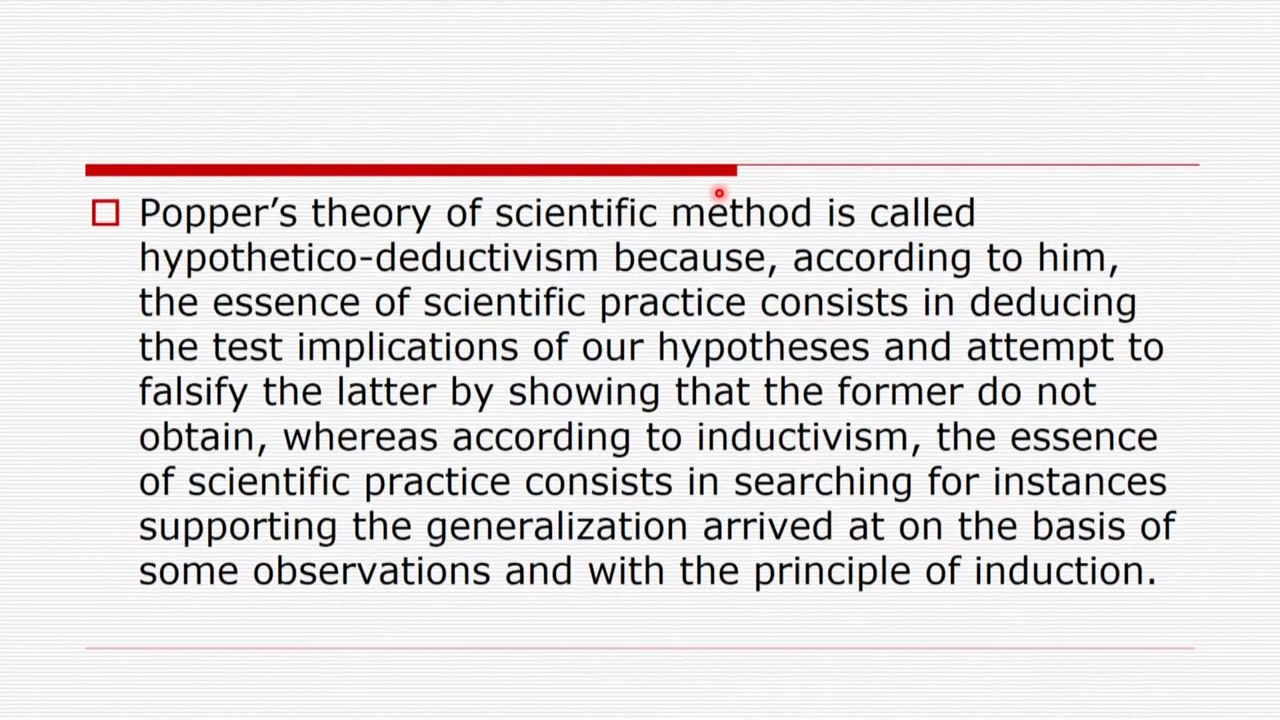 Popper’s theory of scientific method is called
hypothetico-deductivism because, according to him,
the essence of scientific practice consists in deducing
the test implications of our hypotheses and attempt to
falsify the latter by showing that the former do not
obtain, whereas according to inductivism, the essence
of scientific practice consists in searching for instances
supporting the generalization arrived at on the basis of
some observations and with the principle of induction.